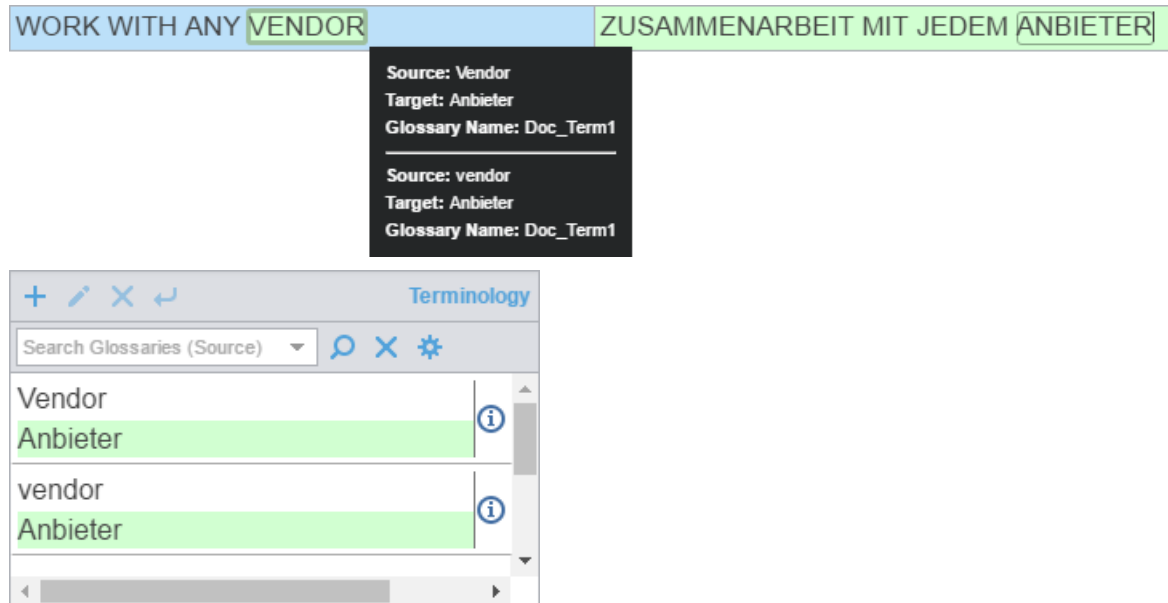 WORK WITH ANY VENDOR
ZUSAMMENARBEIT MIT JEDEM ANBIETER
Source: Vendor
Target: Anbieter
Glossary Name: Doc_Term1
Source: vendor
Target: Anbieter
Glossary Name: Doc_Term1
Terminology
Search Glossaries (Source)
Vendor
Anbieter
vendor
Anbieter